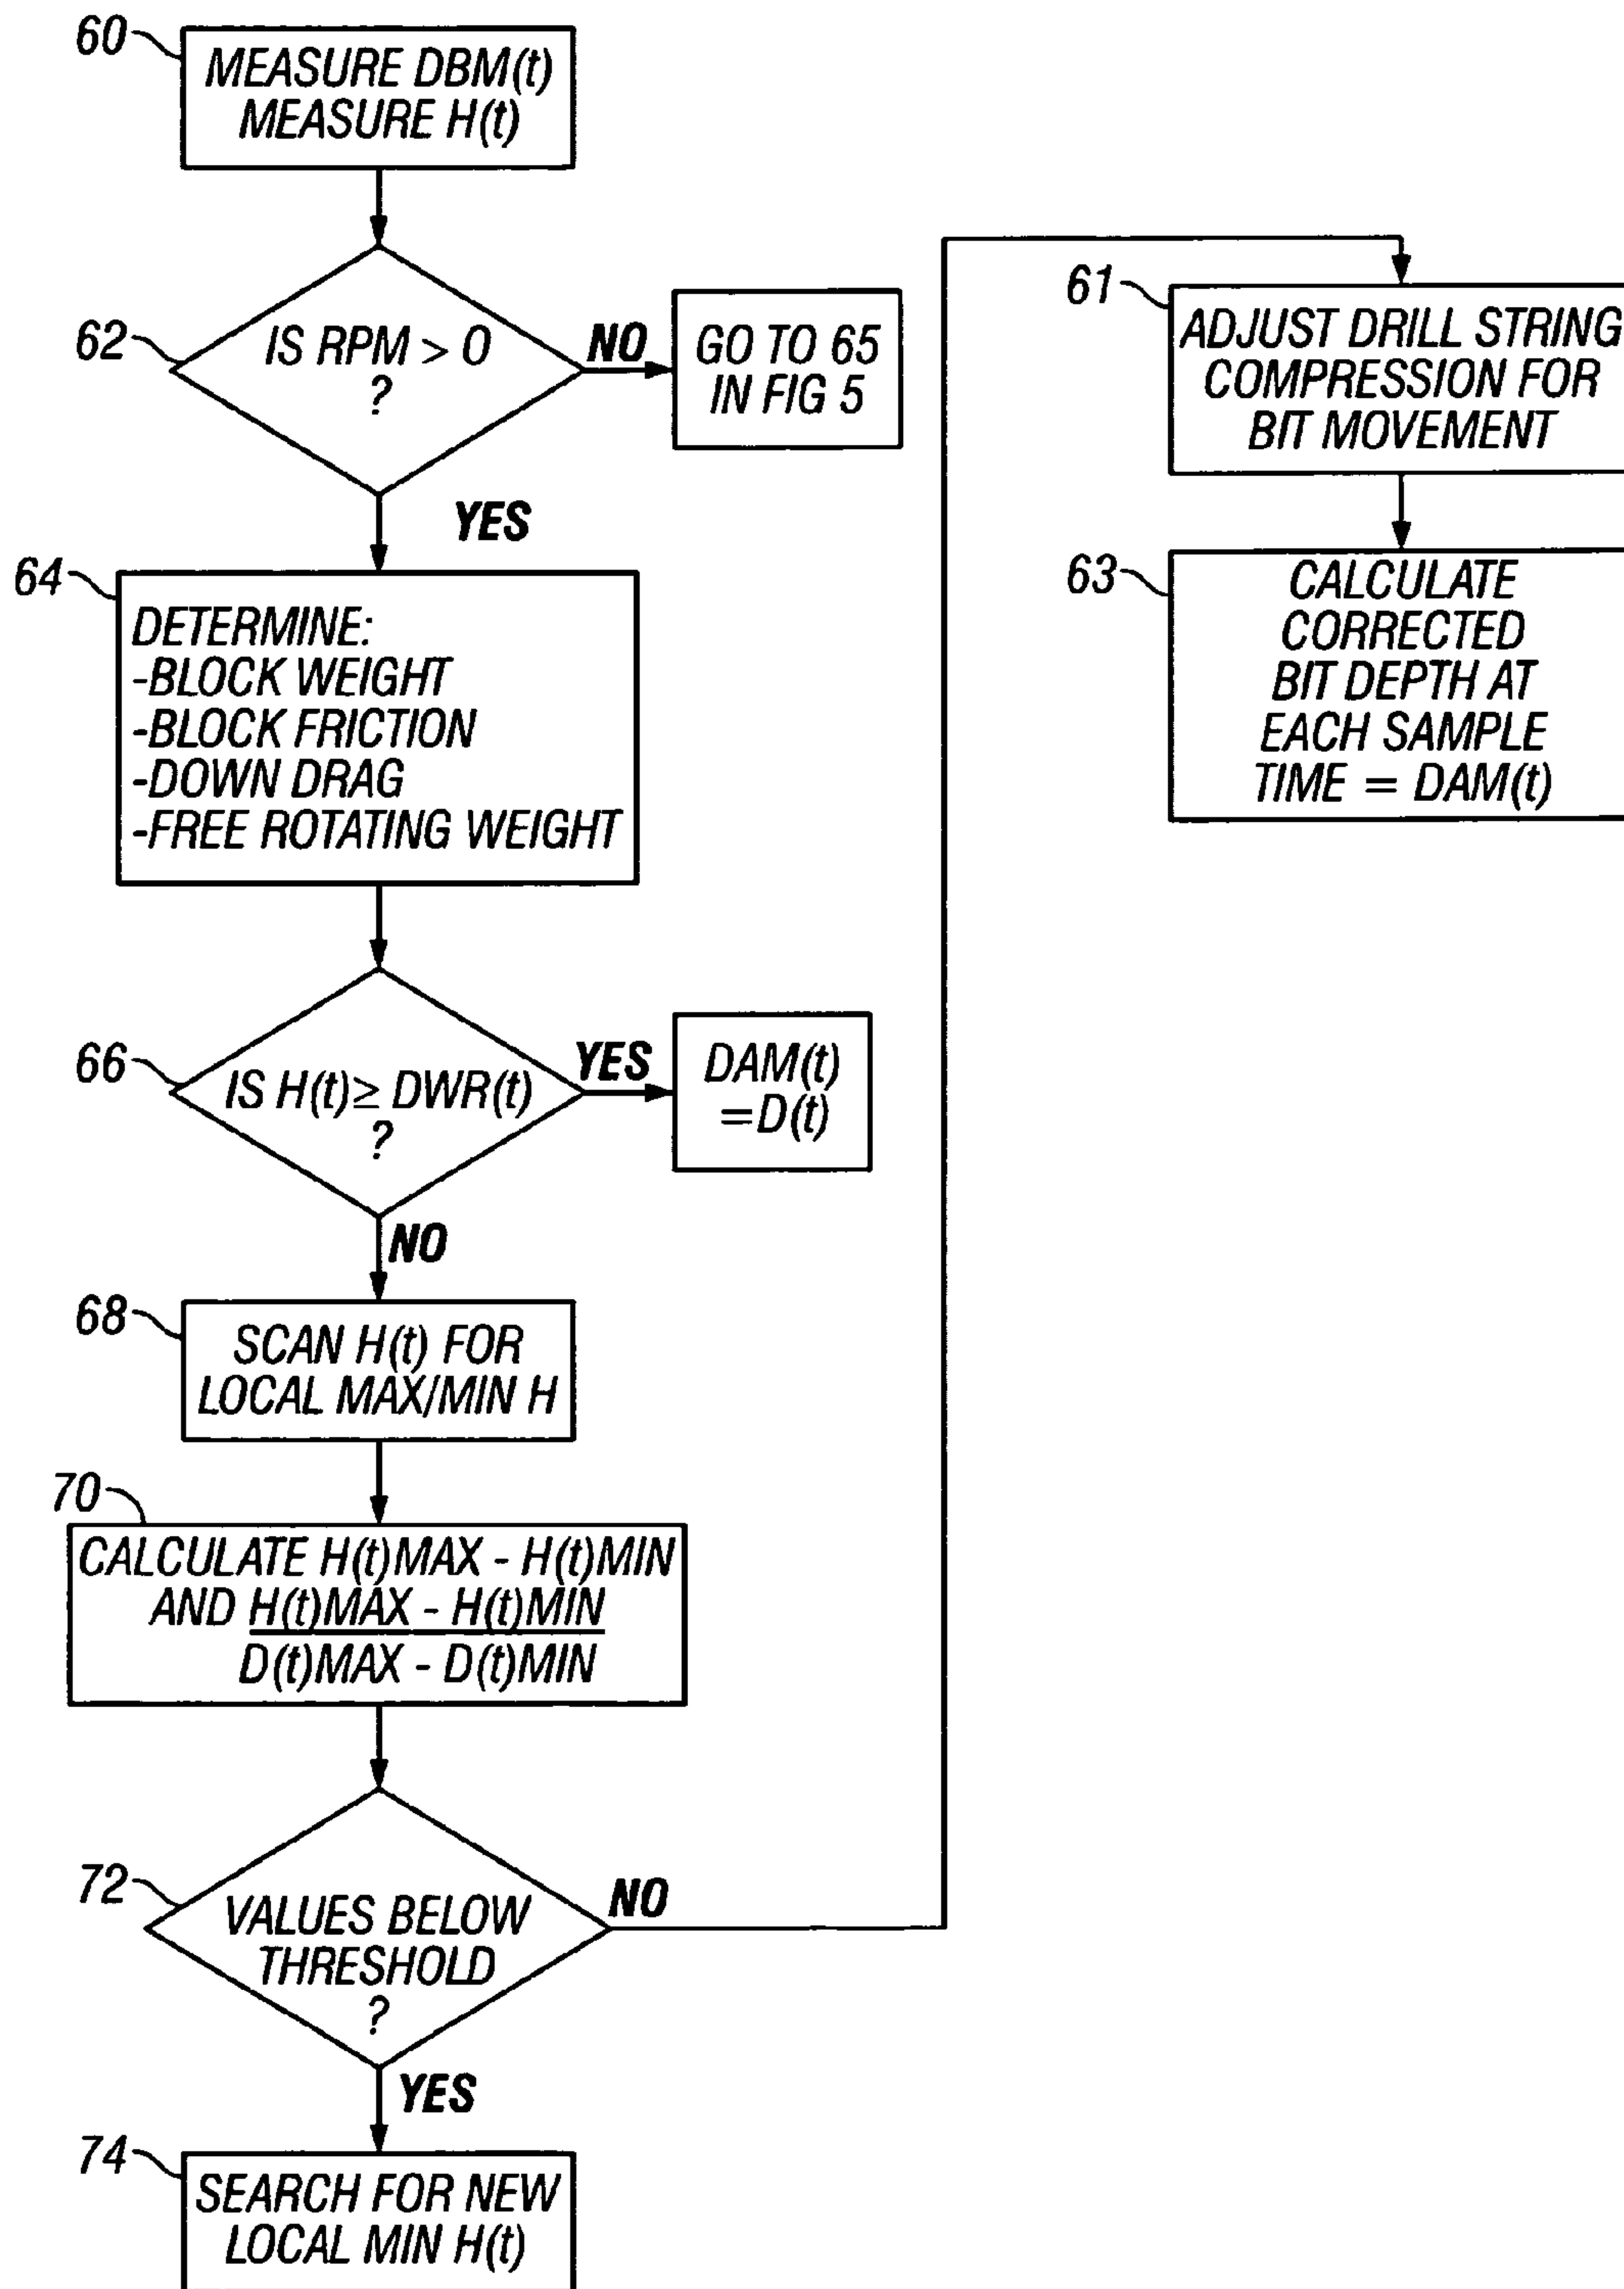 60
MEASURE DBM(t)
MEASURE H(t)
62
IS RPM > 0
?
NO
GO TO 65
IN FIG 5
YES
64
DETERMINE:
-BLOCK WEIGHT
-BLOCK FRICTION
-DOWN DRAG
-FREE ROTATING WEIGHT
66
IS H(t)≥ DWR(t)
?
YES
DAM(t)
=D(t)
NO
68
SCAN H(t) FOR
LOCAL MAX/MIN H
70
CALCULATE H(t)MAX - H(t)MIN
AND H(t)MAX - H(t)MIN
D(t)MAX - D(t)MIN
72
VALUES BELOW
THRESHOLD
?
NO
YES
74
SEARCH FOR NEW
LOCAL MIN H(t)
61
ADJUST DRILL STRING
COMPRESSION FOR
BIT MOVEMENT
63
CALCULATE
CORRECTED
BIT DEPTH AT
EACH SAMPLE
TIME = DAM(t)